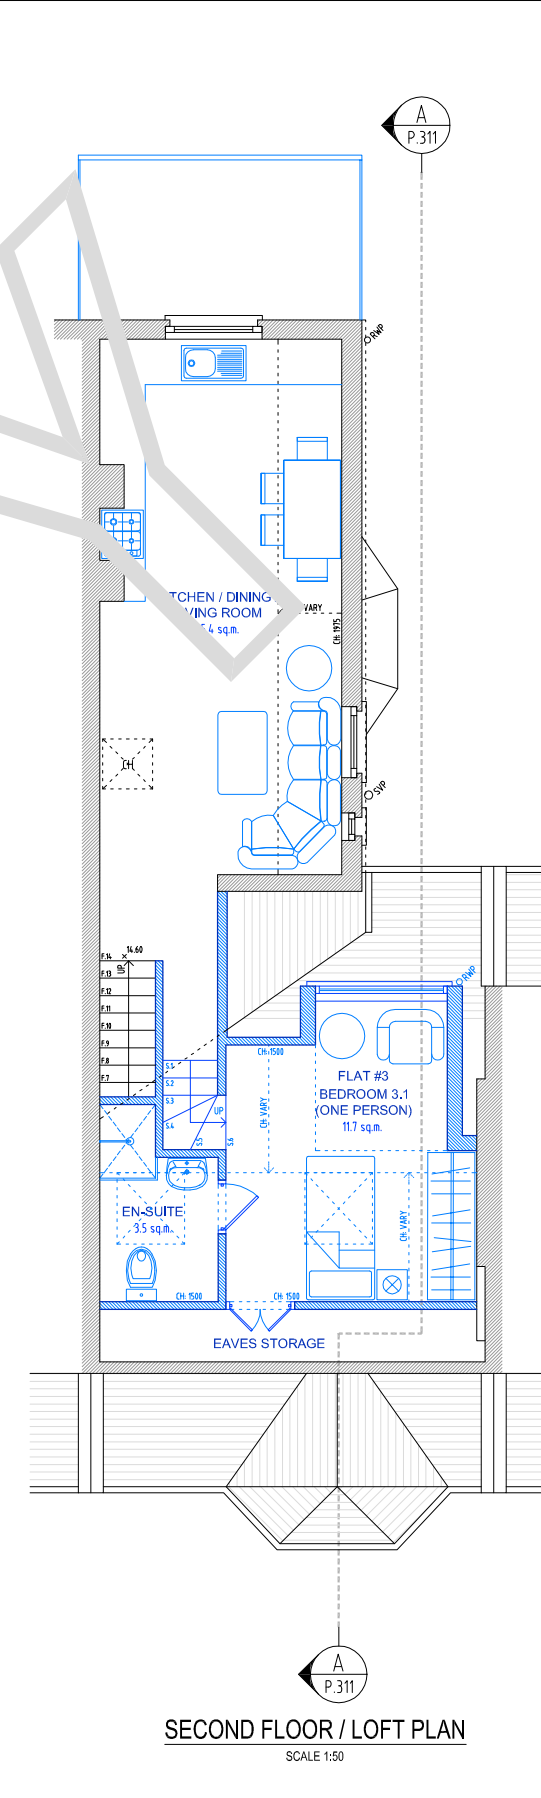 A
P.311
RWP
TCHEN / DINING
VING ROOM
.4 sq.m.
VARY
CH: 1975
CH
SVP
14.60
F.14
UP
F.13
F.12
F.11
F.10
F.9
F.8
F.7
RWP
S.1
S.2
S.3
S.4
S.5
S.6
UP
CH: 1500
CH: VARY
FLAT #3
BEDROOM 3.1
(ONE PERSON)
11.7 sq.m.
EN-SUITE
3.5 sq.m.
CH: VARY
CH: 1500
CH: 1500
EAVES STORAGE
A
P.311
SECOND FLOOR / LOFT PLAN
SCALE 1:50